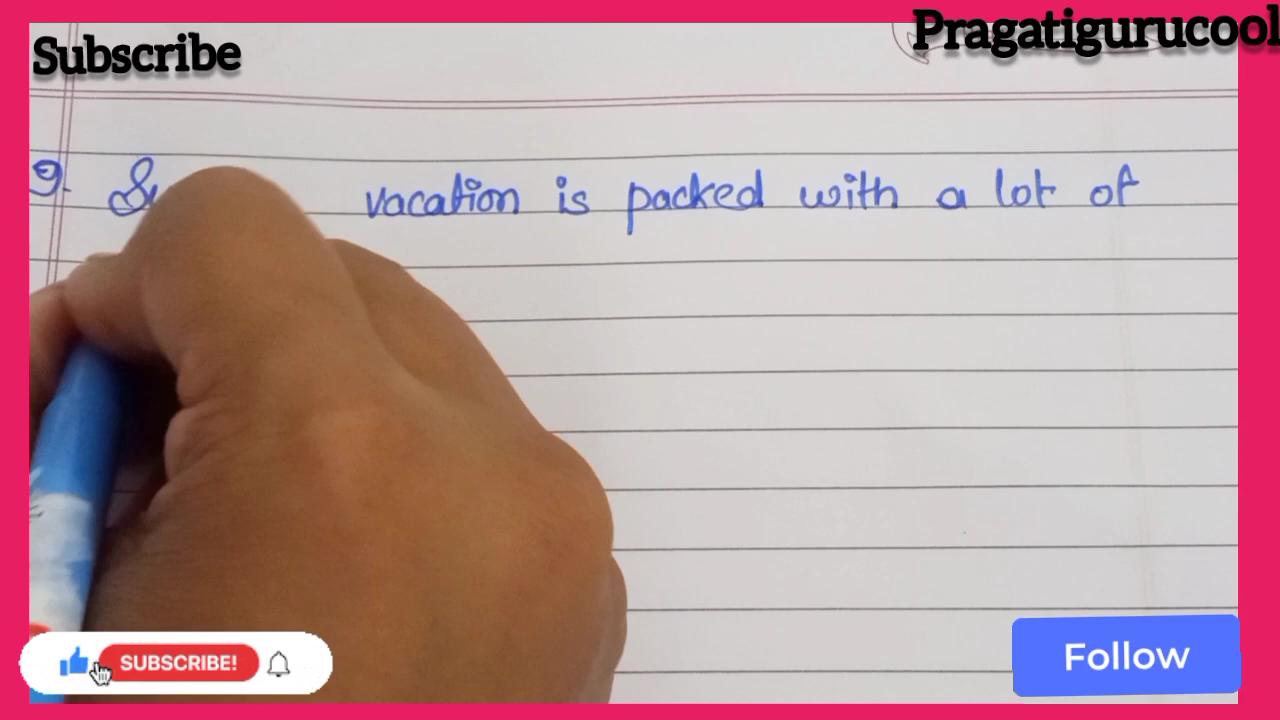 Subscribe
Pragatigurucool
9. vacation is packed with a lot of
SUBSCRIBE!
Follow